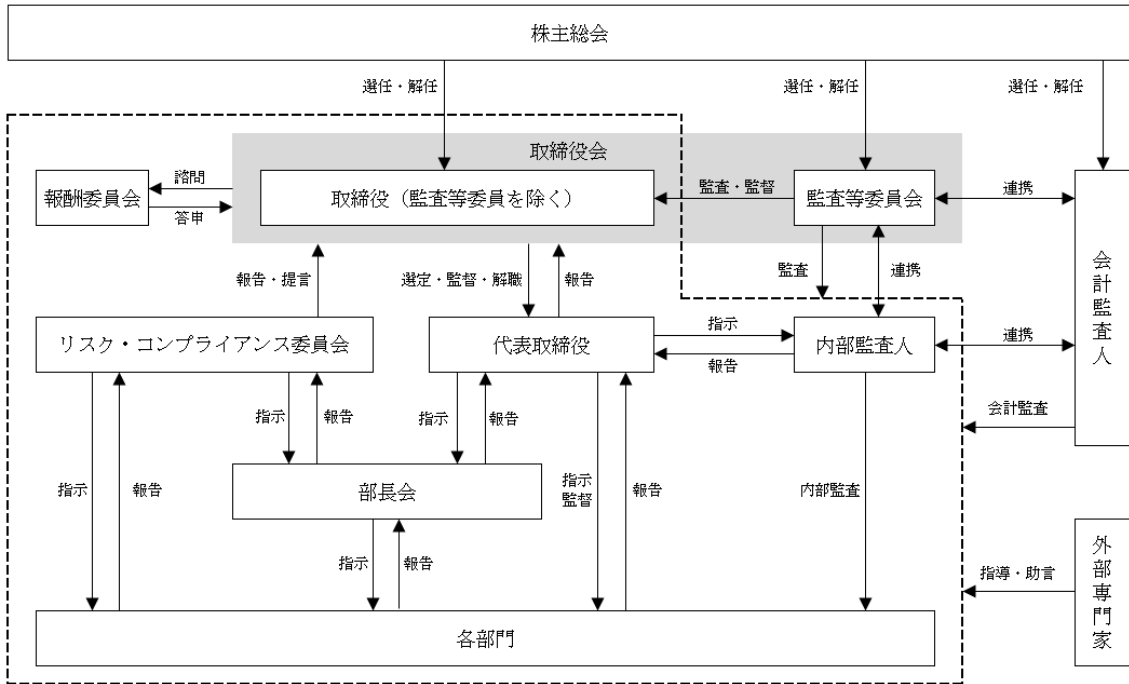 株主総会
選任・解任
選任・解任
選任・解任
取締役会
報酬委員会
諮問
答申
取締役（監査等委員を除く）
監査・監督
監査等委員会
連携
会計監査人
報告・提言
選定・監督・解職
報告
監査
連携
リスク・コンプライアンス委員会
代表取締役
指示
報告
内部監査人
連携
指示
報告
指示
報告
会計監査
部長会
指示
報告
指示
監督
報告
内部監査
指示
報告
外部専門家
指導・助言
各部門